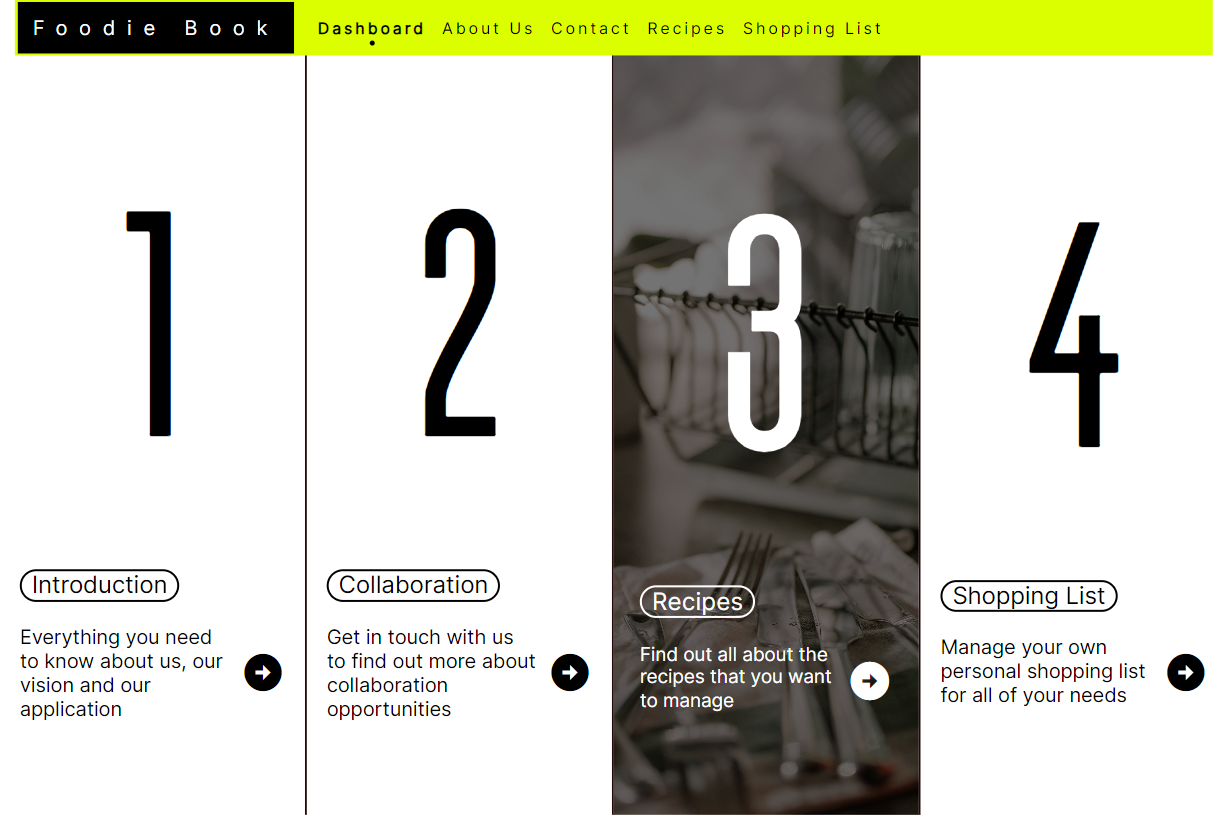 Foodie Book
Dashboard About Us Contact Recipes Shopping List
1
Introduction
Everything you need
to know about us, our
vision and our
application
2
Collaboration
Get in touch with us
to find out more about
collaboration
opportunities
3
Recipes
Find out all about the
recipes that you want
to manage
4
Shopping List
Manage your own
personal shopping list
for all of your needs